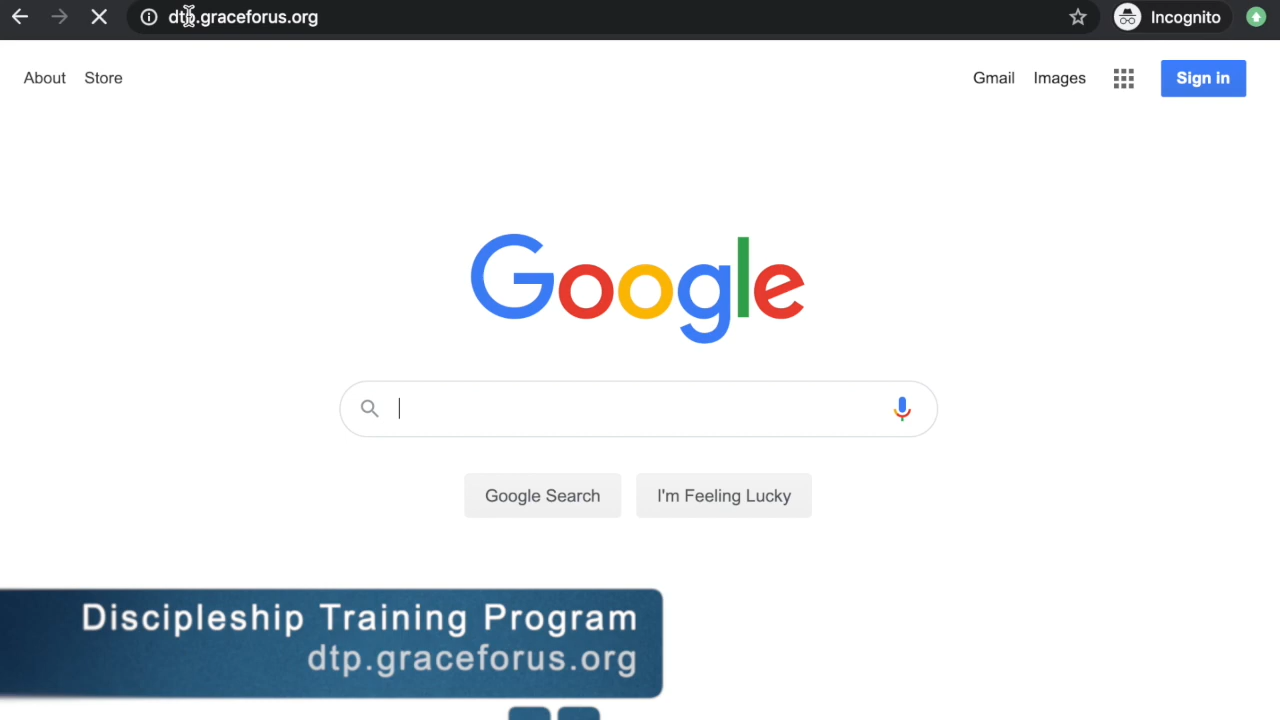 dtp.graceforus.org
Incognito
About Store
Gmail Images
Sign in
Google
Google Search
I'm Feeling Lucky
Discipleship Training Program
dtp.graceforus.org